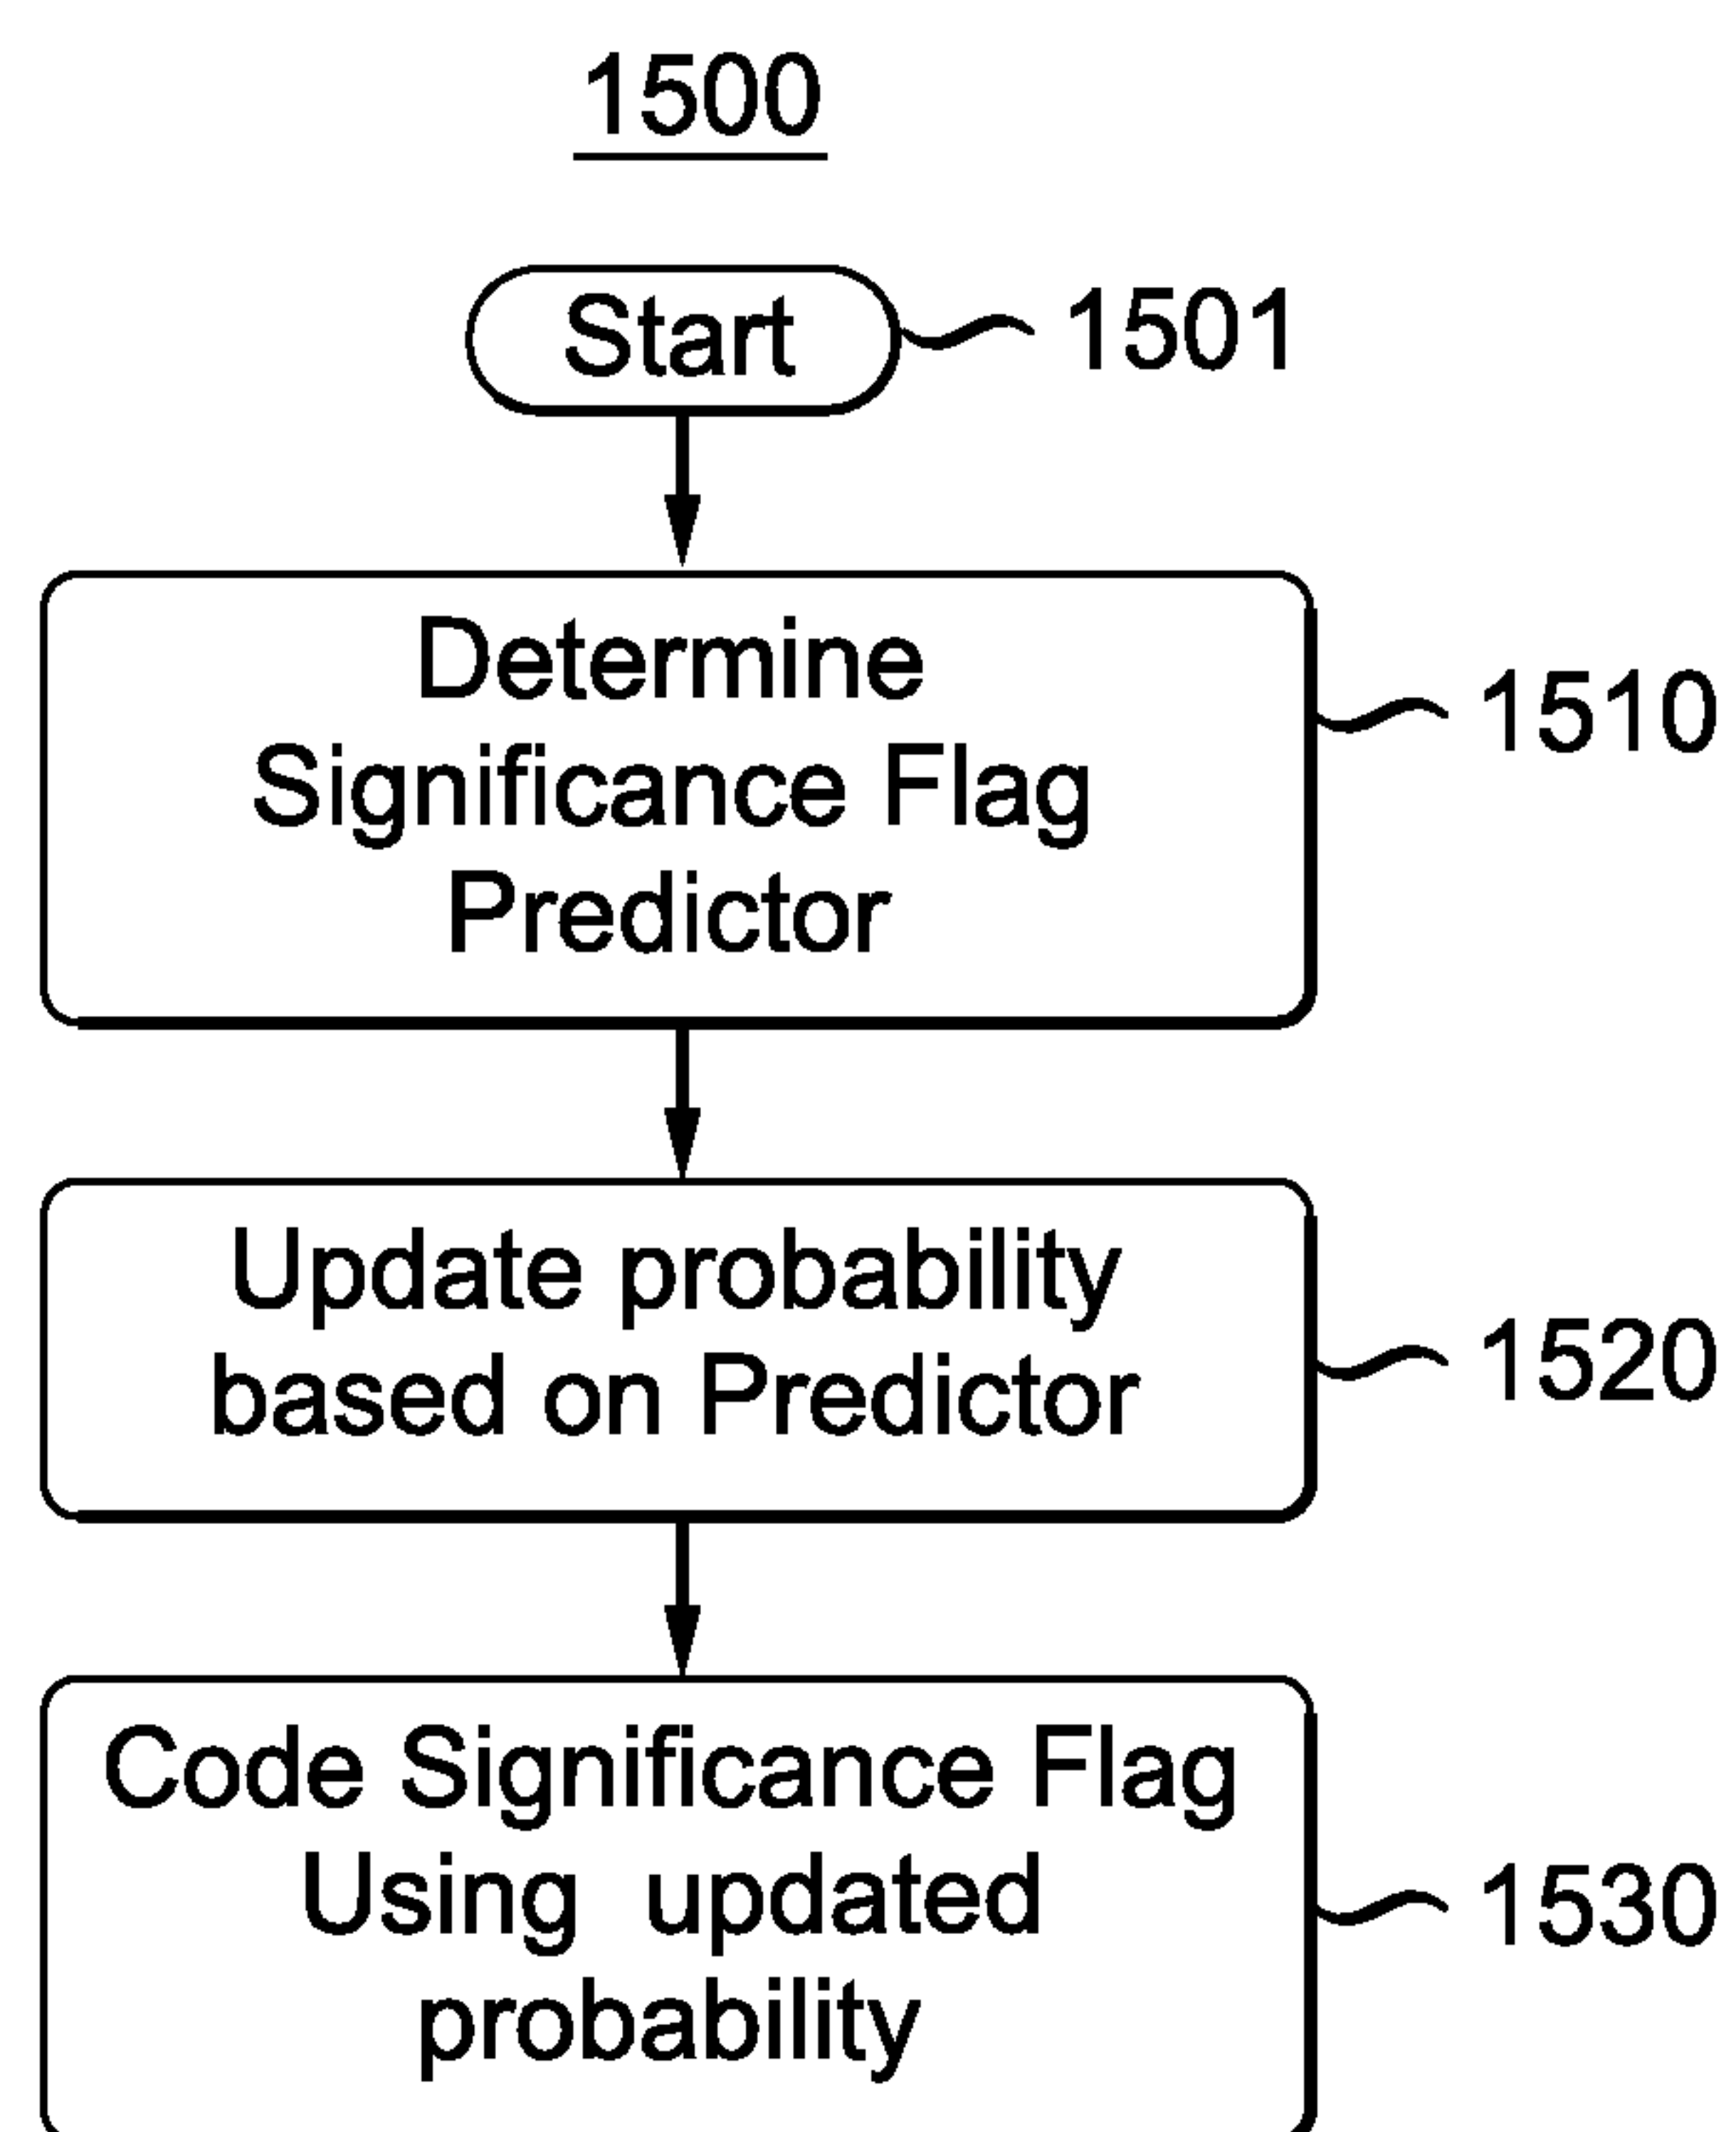 1500
Start
1501
Determine
Significance Flag
Predictor
1510
Update probability
based on Predictor
1520
Code Significance Flag
Using updated
probability
1530